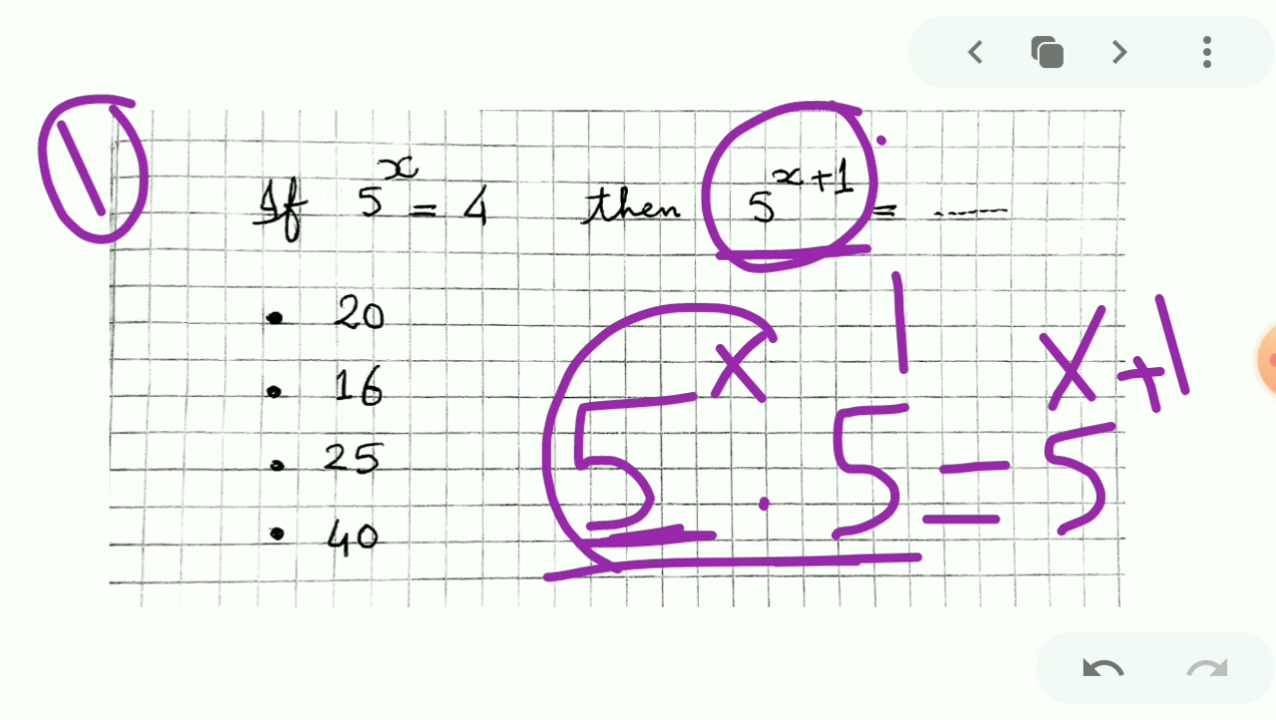 1
If 5^x = 4 then 5^{x+1} = ------
• 20
• 16
• 25
• 40
5^x . 5^1 = 5^{x+1}